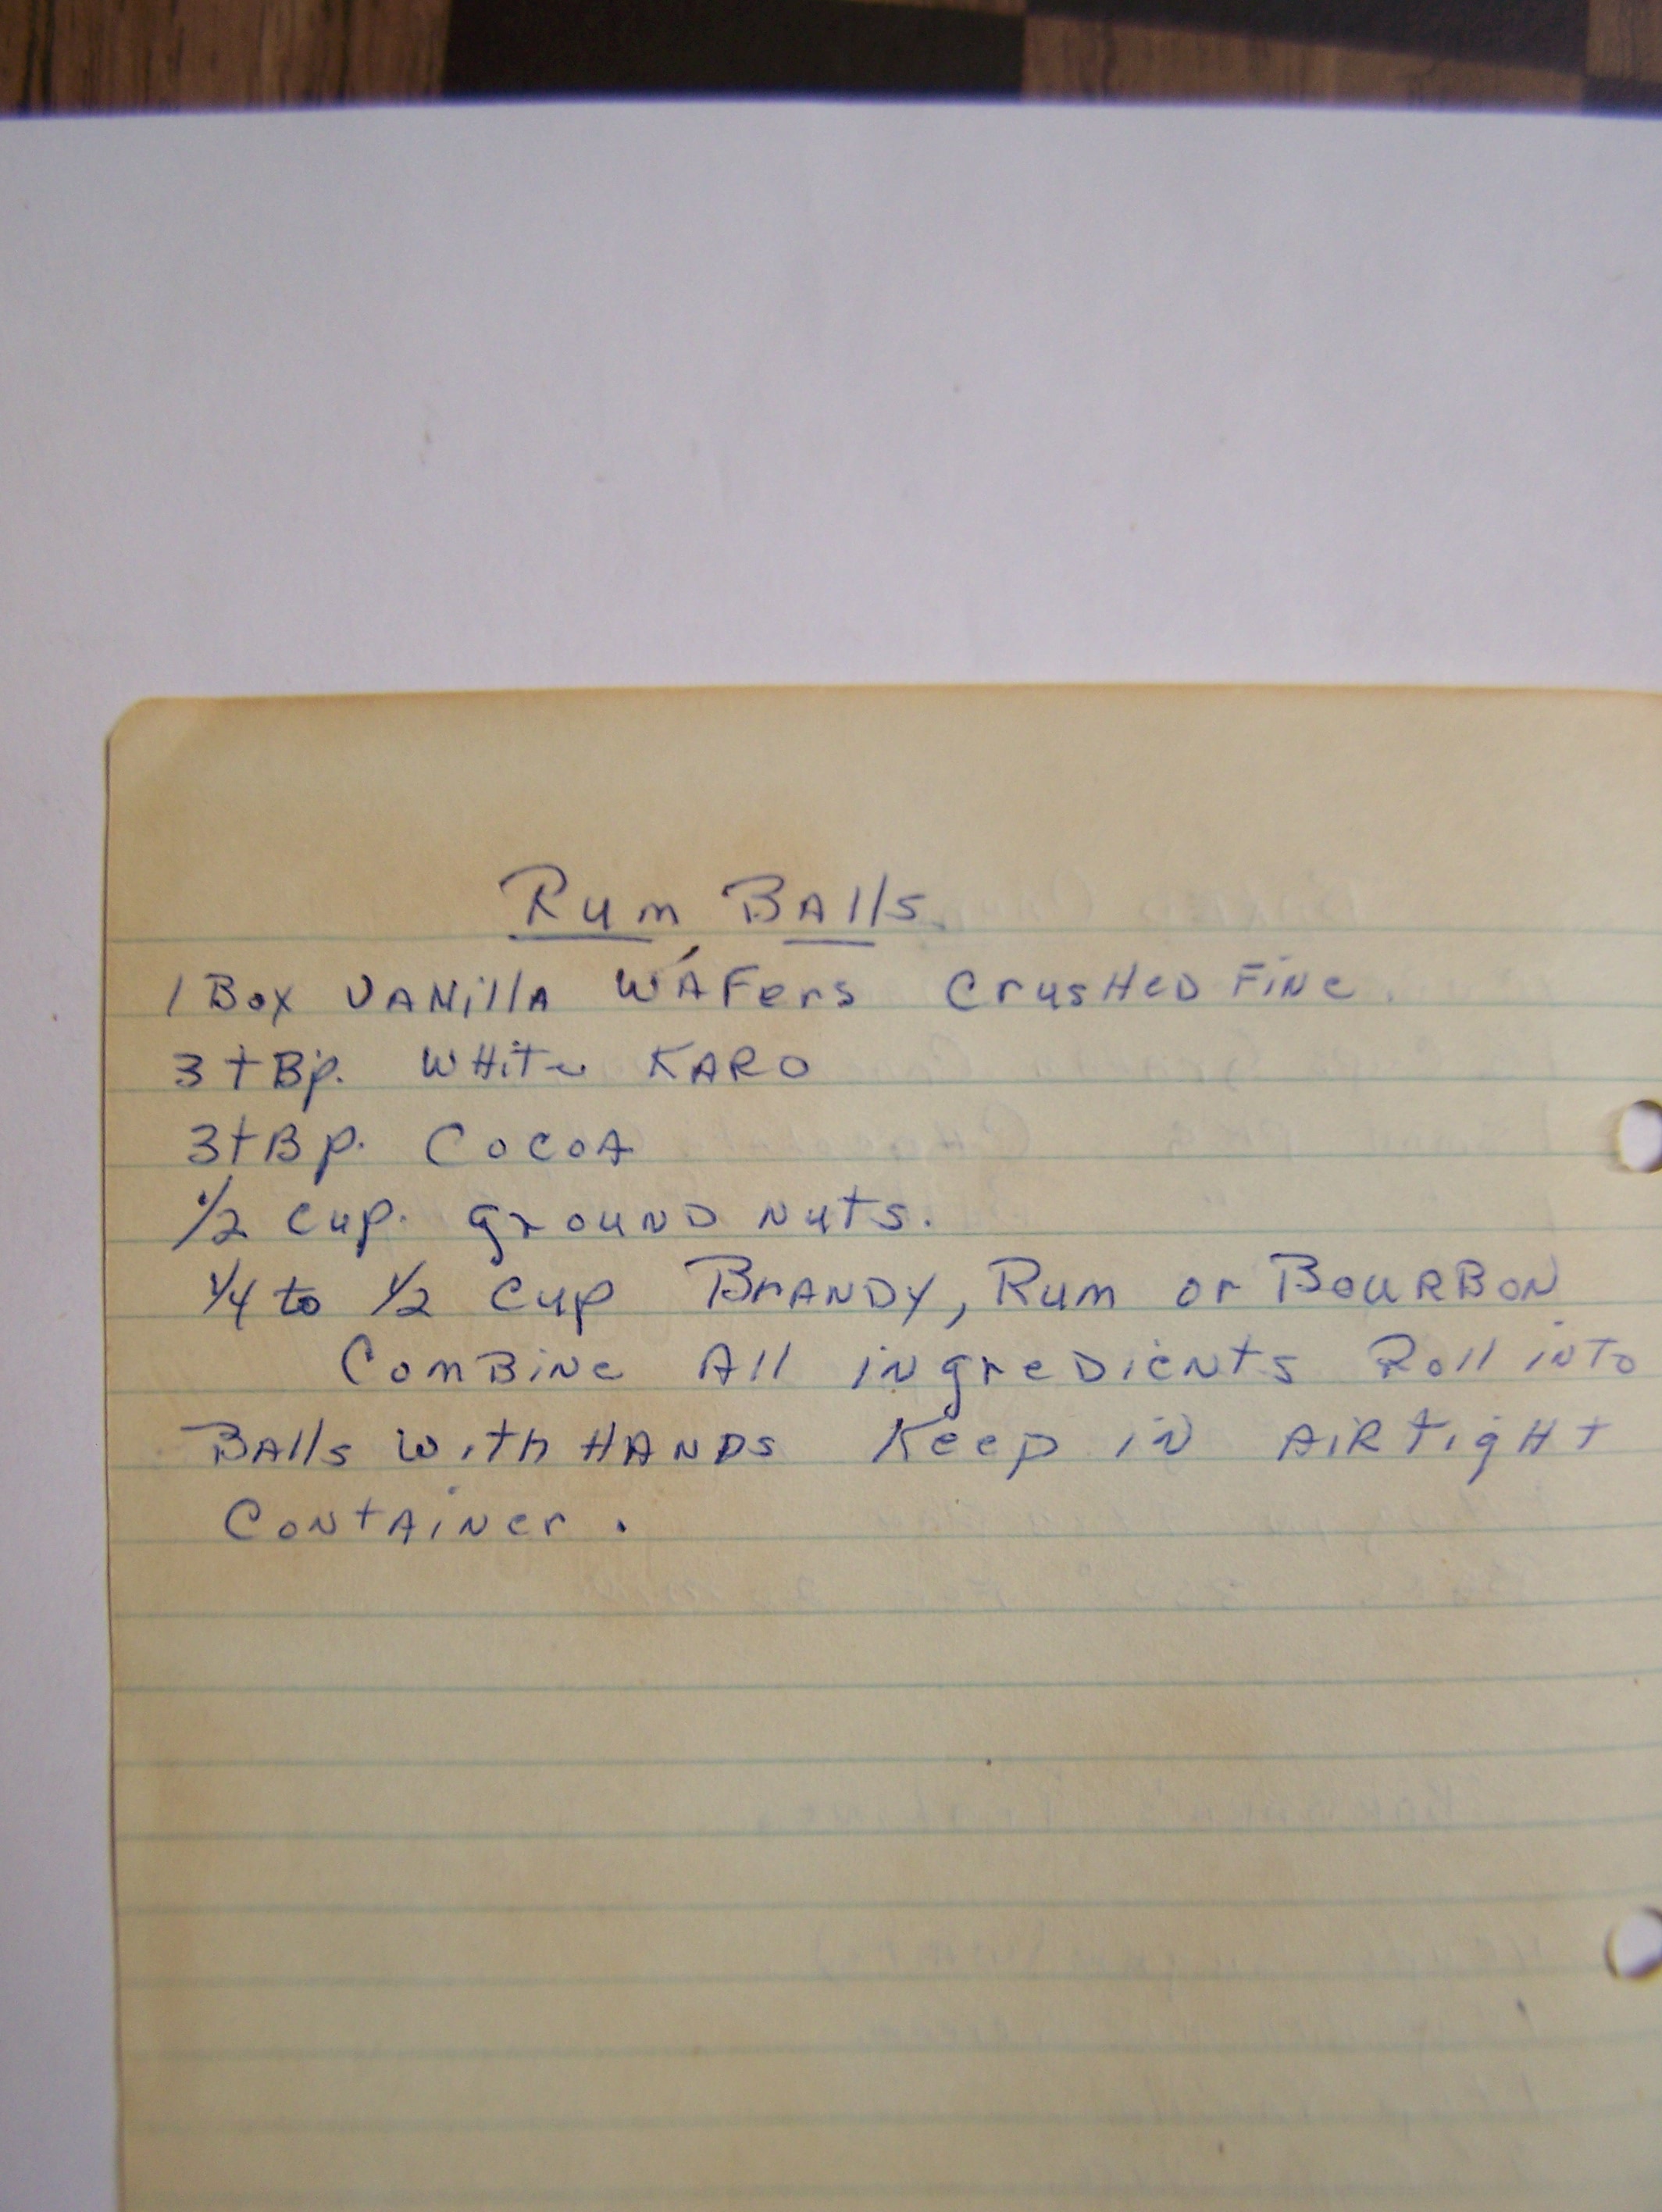 Rum Balls
1 Box Vanilla Wafers Crushed Fine.
3 tBp. White KARO
3 tBp. Cocoa
1/2 cup. ground nuts.
1/4 to 1/2 cup Brandy, Rum or Bourbon
Combine All ingredients Roll into
Balls with Hands Keep in Air tight
Container.